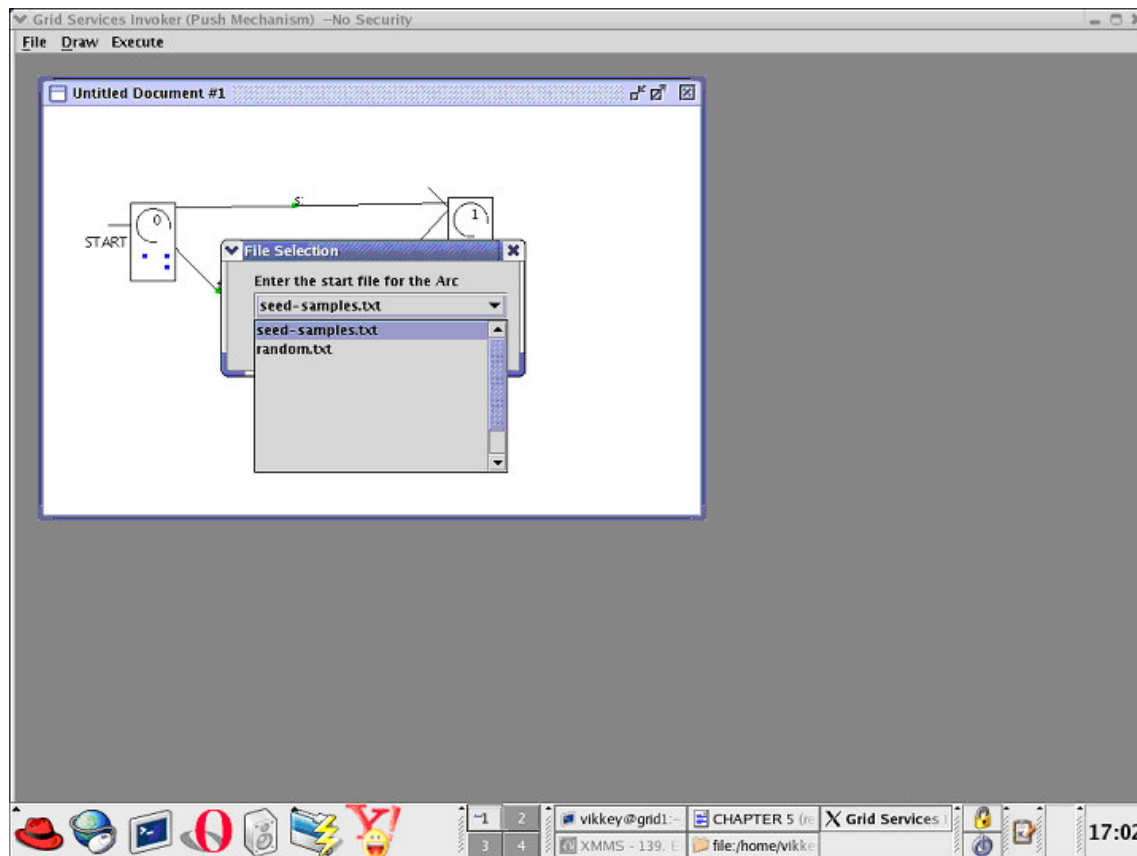 Grid Services Invoker (Push Mechanism) --No Security
File Draw Execute
Untitled Document #1
s:
0
1
START
File Selection
Enter the start file for the Arc
seed-samples.txt
seed-samples.txt
random.txt
1 2
3 4
vikkey@grid1:~
CHAPTER 5 (re
Grid Services I
XMMS - 139. E
file:/home/vikke
17:02